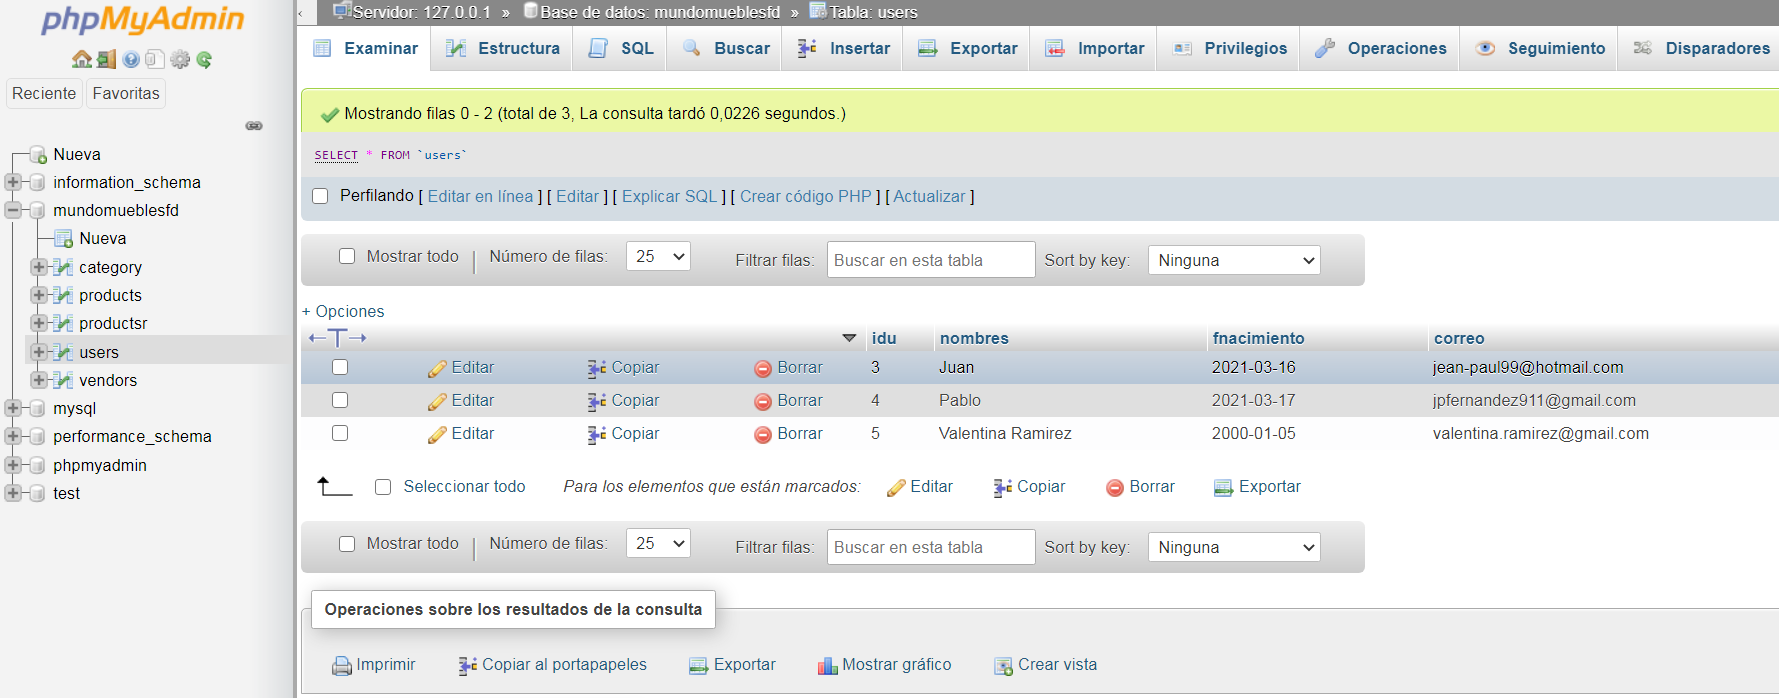 phpMyAdmin
Reciente Favoritas
Nueva
information_schema
mundomueblesfd
Nueva
category
products
productsr
users
vendors
mysql
performance_schema
phpmyadmin
test
Servidor: 127.0.0.1 » Base de datos: mundomueblesfd » Tabla: users
Examinar Estructura SQL Buscar Insertar Exportar Importar Privilegios Operaciones Seguimiento Disparadores
Mostrando filas 0 - 2 (total de 3, La consulta tardó 0,0226 segundos.)
SELECT * FROM `users`
Perfilando [ Editar en línea ] [ Editar ] [ Explicar SQL ] [ Crear código PHP ] [ Actualizar ]
Mostrar todo | Número de filas: 25 Filtrar filas: Buscar en esta tabla Sort by key: Ninguna
+ Opciones
←T→ idu nombres fnacimiento correo
Editar Copiar Borrar 3 Juan 2021-03-16 jean-paul99@hotmail.com
Editar Copiar Borrar 4 Pablo 2021-03-17 jpfernandez911@gmail.com
Editar Copiar Borrar 5 Valentina Ramirez 2000-01-05 valentina.ramirez@gmail.com
Seleccionar todo Para los elementos que están marcados: Editar Copiar Borrar Exportar
Mostrar todo | Número de filas: 25 Filtrar filas: Buscar en esta tabla Sort by key: Ninguna
Operaciones sobre los resultados de la consulta
Imprimir Copiar al portapapeles Exportar Mostrar gráfico Crear vista